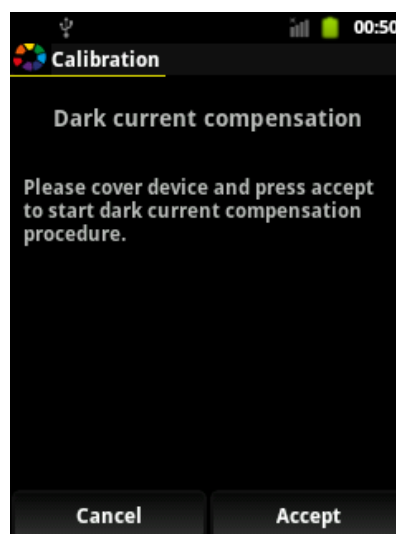 00:50
Calibration
Dark current compensation
Please cover device and press accept
to start dark current compensation
procedure.
Cancel Accept